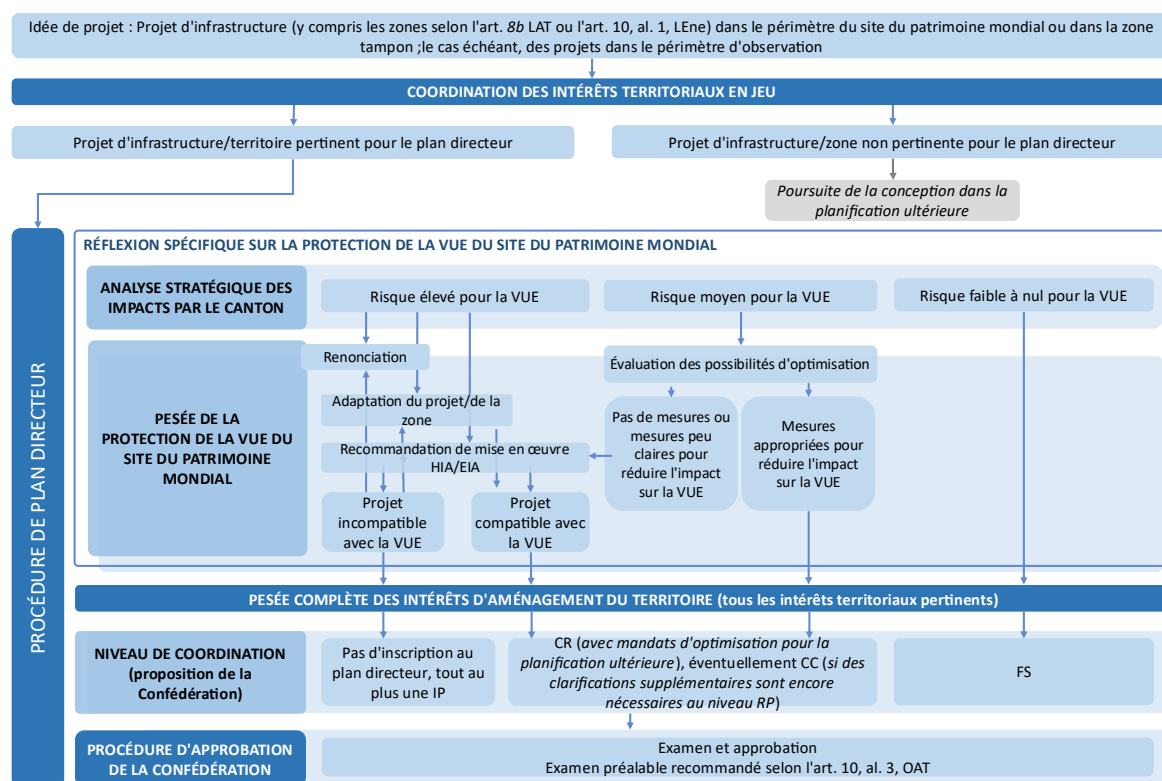 Idée de projet : Projet d'infrastructure (y compris les zones selon l'art. 8b LAT ou l'art. 10, al. 1, LEne) dans le périmètre du site du patrimoine mondial ou dans la zone
tampon ;le cas échéant, des projets dans le périmètre d'observation
COORDINATION DES INTÉRÊTS TERRITORIAUX EN JEU
Projet d'infrastructure/territoire pertinent pour le plan directeur
Projet d'infrastructure/zone non pertinente pour le plan directeur
Poursuite de la conception dans la
planification ultérieure
PROCÉDURE DE PLAN DIRECTEUR
RÉFLEXION SPÉCIFIQUE SUR LA PROTECTION DE LA VUE DU SITE DU PATRIMOINE MONDIAL
ANALYSE STRATÉGIQUE DES
IMPACTS PAR LE CANTON
Risque élevé pour la VUE
Risque moyen pour la VUE
Risque faible à nul pour la VUE
PESÉE DE LA
PROTECTION DE LA VUE DU
SITE DU PATRIMOINE
MONDIAL
Renonciation
Évaluation des possibilités d'optimisation
Adaptation du projet/de la
zone
Recommandation de mise en œuvre
HIA/EIA
Pas de mesures ou
mesures peu
claires pour
réduire l'impact
sur la VUE
Mesures
appropriées pour
réduire l'impact
sur la VUE
Projet
incompatible
avec la VUE
Projet
compatible avec
la VUE
PESÉE COMPLÈTE DES INTÉRÊTS D'AMÉNAGEMENT DU TERRITOIRE (tous les intérêts territoriaux pertinents)
NIVEAU DE COORDINATION
(proposition de la
Confédération)
Pas d'inscription au
plan directeur, tout au
plus une IP
CR (avec mandats d'optimisation pour la
planification ultérieure), éventuellement CC (si des
clarifications supplémentaires sont encore
nécessaires au niveau RP)
FS
PROCÉDURE D'APPROBATION
DE LA CONFÉDÉRATION
Examen et approbation
Examen préalable recommandé selon l'art. 10, al. 3, OAT